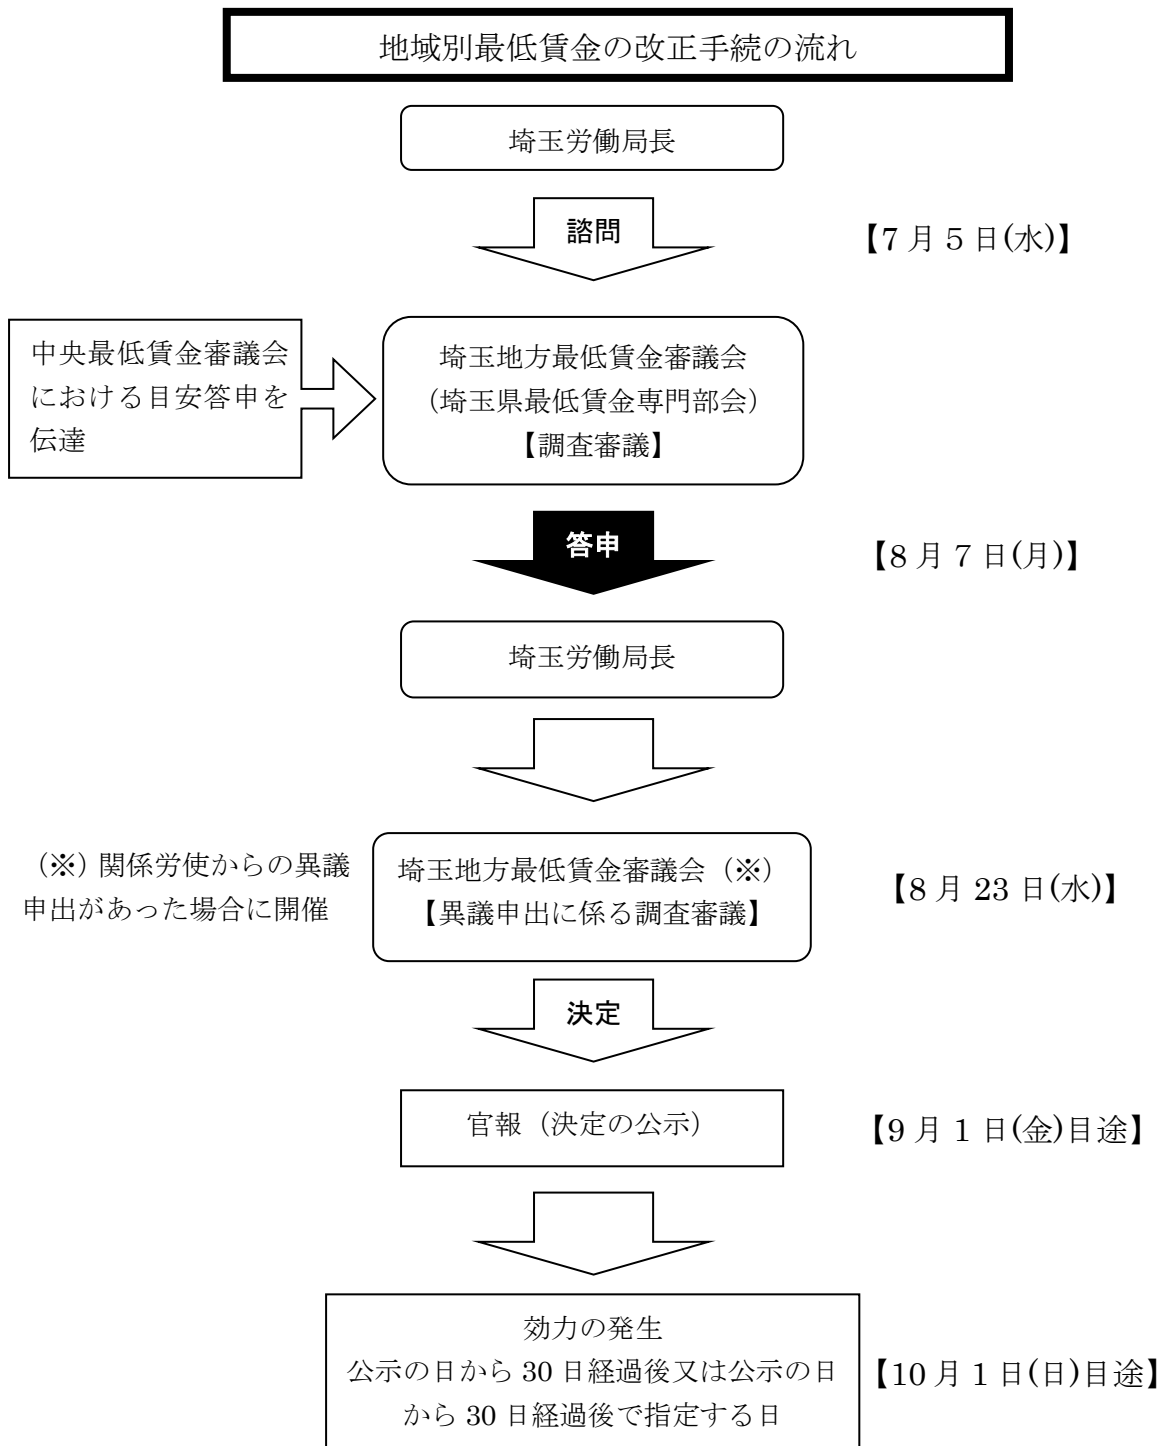 地域別最低賃金の改正手続の流れ
埼玉労働局長
諮問
【7月5日(水)】
中央最低賃金審議会
における目安答申を
伝達
埼玉地方最低賃金審議会
（埼玉県最低賃金専門部会）
【調査審議】
答申
【8月7日(月)】
埼玉労働局長
（※）関係労使からの異議
申出があった場合に開催
埼玉地方最低賃金審議会（※）
【異議申出に係る調査審議】
【8月23日(水)】
決定
官報（決定の公示）
【9月1日(金)目途】
効力の発生
公示の日から30日経過後又は公示の日
から30日経過後で指定する日
【10月1日(日)目途】